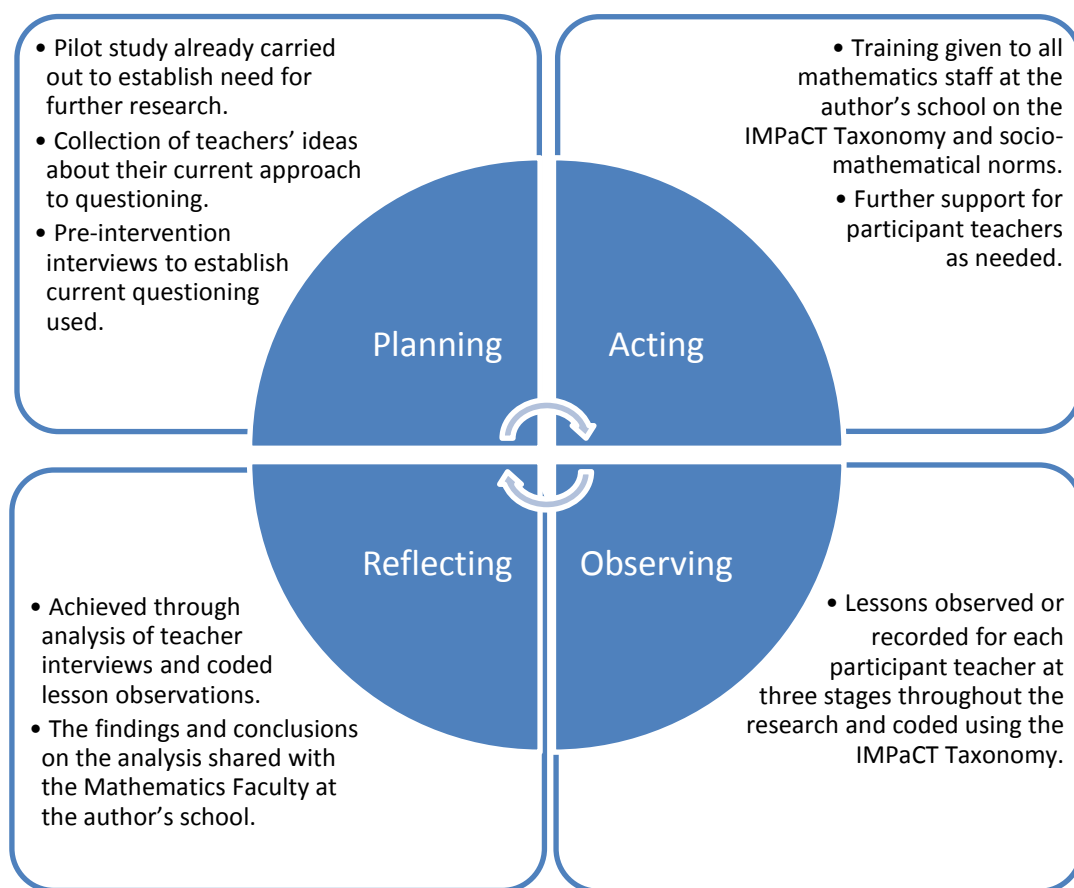 • Pilot study already carried
out to establish need for
further research.
• Collection of teachers' ideas
about their current approach
to questioning.
• Pre-intervention
interviews to establish
current questioning
used.
• Training given to all
mathematics staff at the
author's school on the
IMPaCT Taxonomy and socio-
mathematical norms.
• Further support for
participant teachers
as needed.
Planning
Acting
Reflecting
Observing
• Achieved through
analysis of teacher
interviews and coded
lesson observations.
• The findings and conclusions
on the analysis shared with
the Mathematics Faculty at
the author's school.
• Lessons observed or
recorded for each
participant teacher at
three stages throughout the
research and coded using the
IMPaCT Taxonomy.